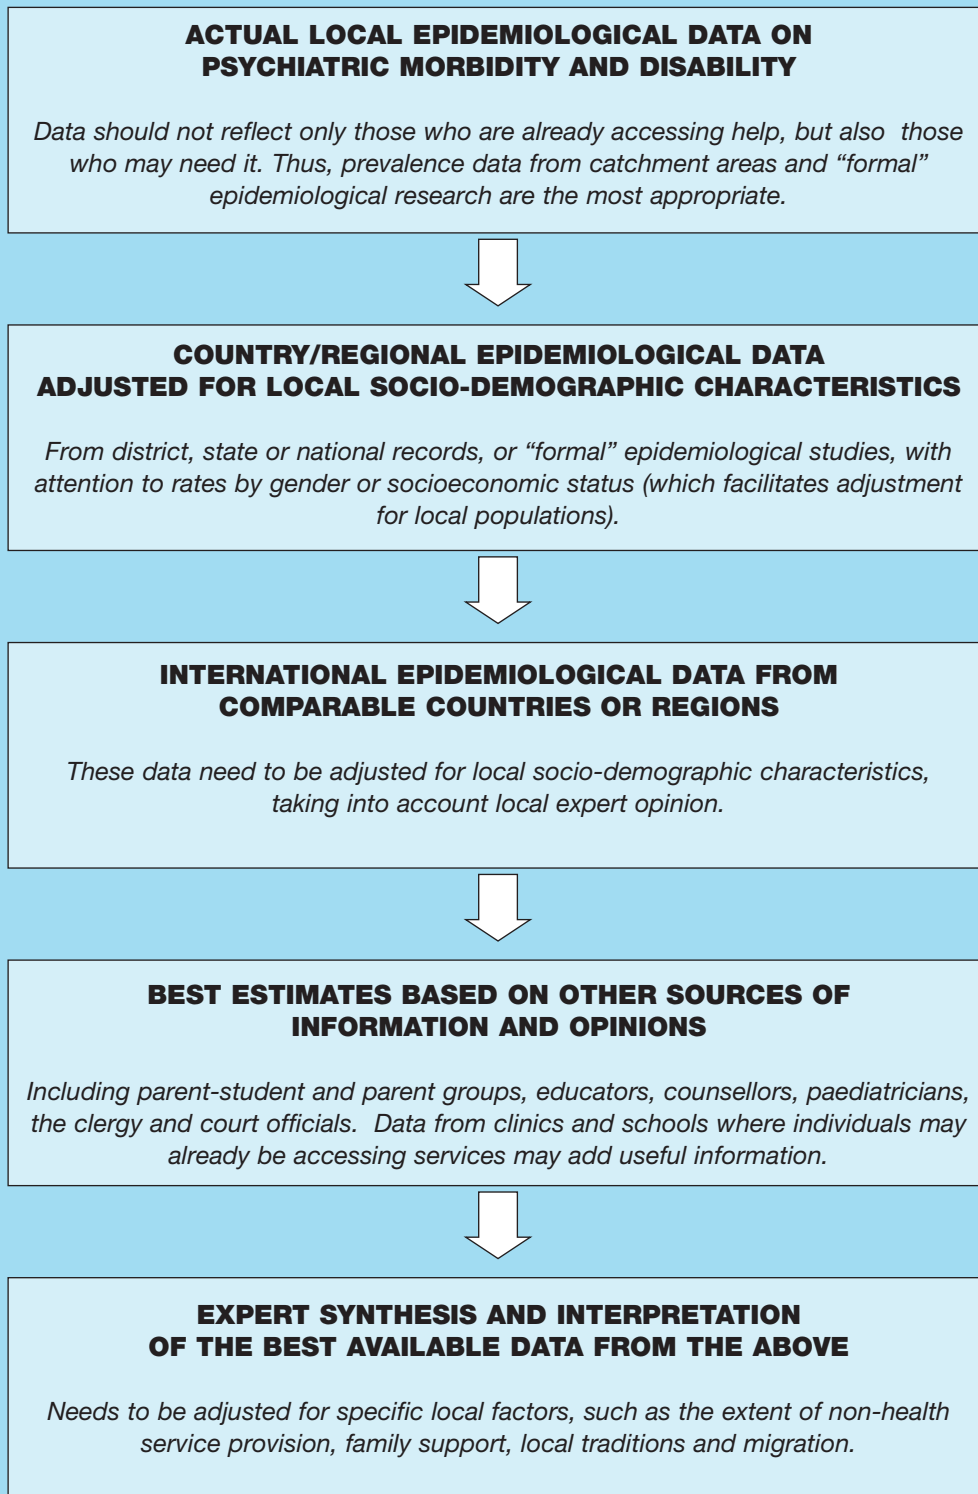 ACTUAL LOCAL EPIDEMIOLOGICAL DATA ON
PSYCHIATRIC MORBIDITY AND DISABILITY
Data should not reflect only those who are already accessing help, but also  those
who may need it. Thus, prevalence data from catchment areas and “formal”
epidemiological research are the most appropriate.
COUNTRY/REGIONAL EPIDEMIOLOGICAL DATA
ADJUSTED FOR LOCAL SOCIO-DEMOGRAPHIC CHARACTERISTICS
From district, state or national records, or “formal” epidemiological studies, with
attention to rates by gender or socioeconomic status (which facilitates adjustment
for local populations).
INTERNATIONAL EPIDEMIOLOGICAL DATA FROM
COMPARABLE COUNTRIES OR REGIONS
These data need to be adjusted for local socio-demographic characteristics,
taking into account local expert opinion.
BEST ESTIMATES BASED ON OTHER SOURCES OF
INFORMATION AND OPINIONS
Including parent-student and parent groups, educators, counsellors, paediatricians,
the clergy and court officials.  Data from clinics and schools where individuals may
already be accessing services may add useful information.
EXPERT SYNTHESIS AND INTERPRETATION
OF THE BEST AVAILABLE DATA FROM THE ABOVE
Needs to be adjusted for specific local factors, such as the extent of non-health
service provision, family support, local traditions and migration.